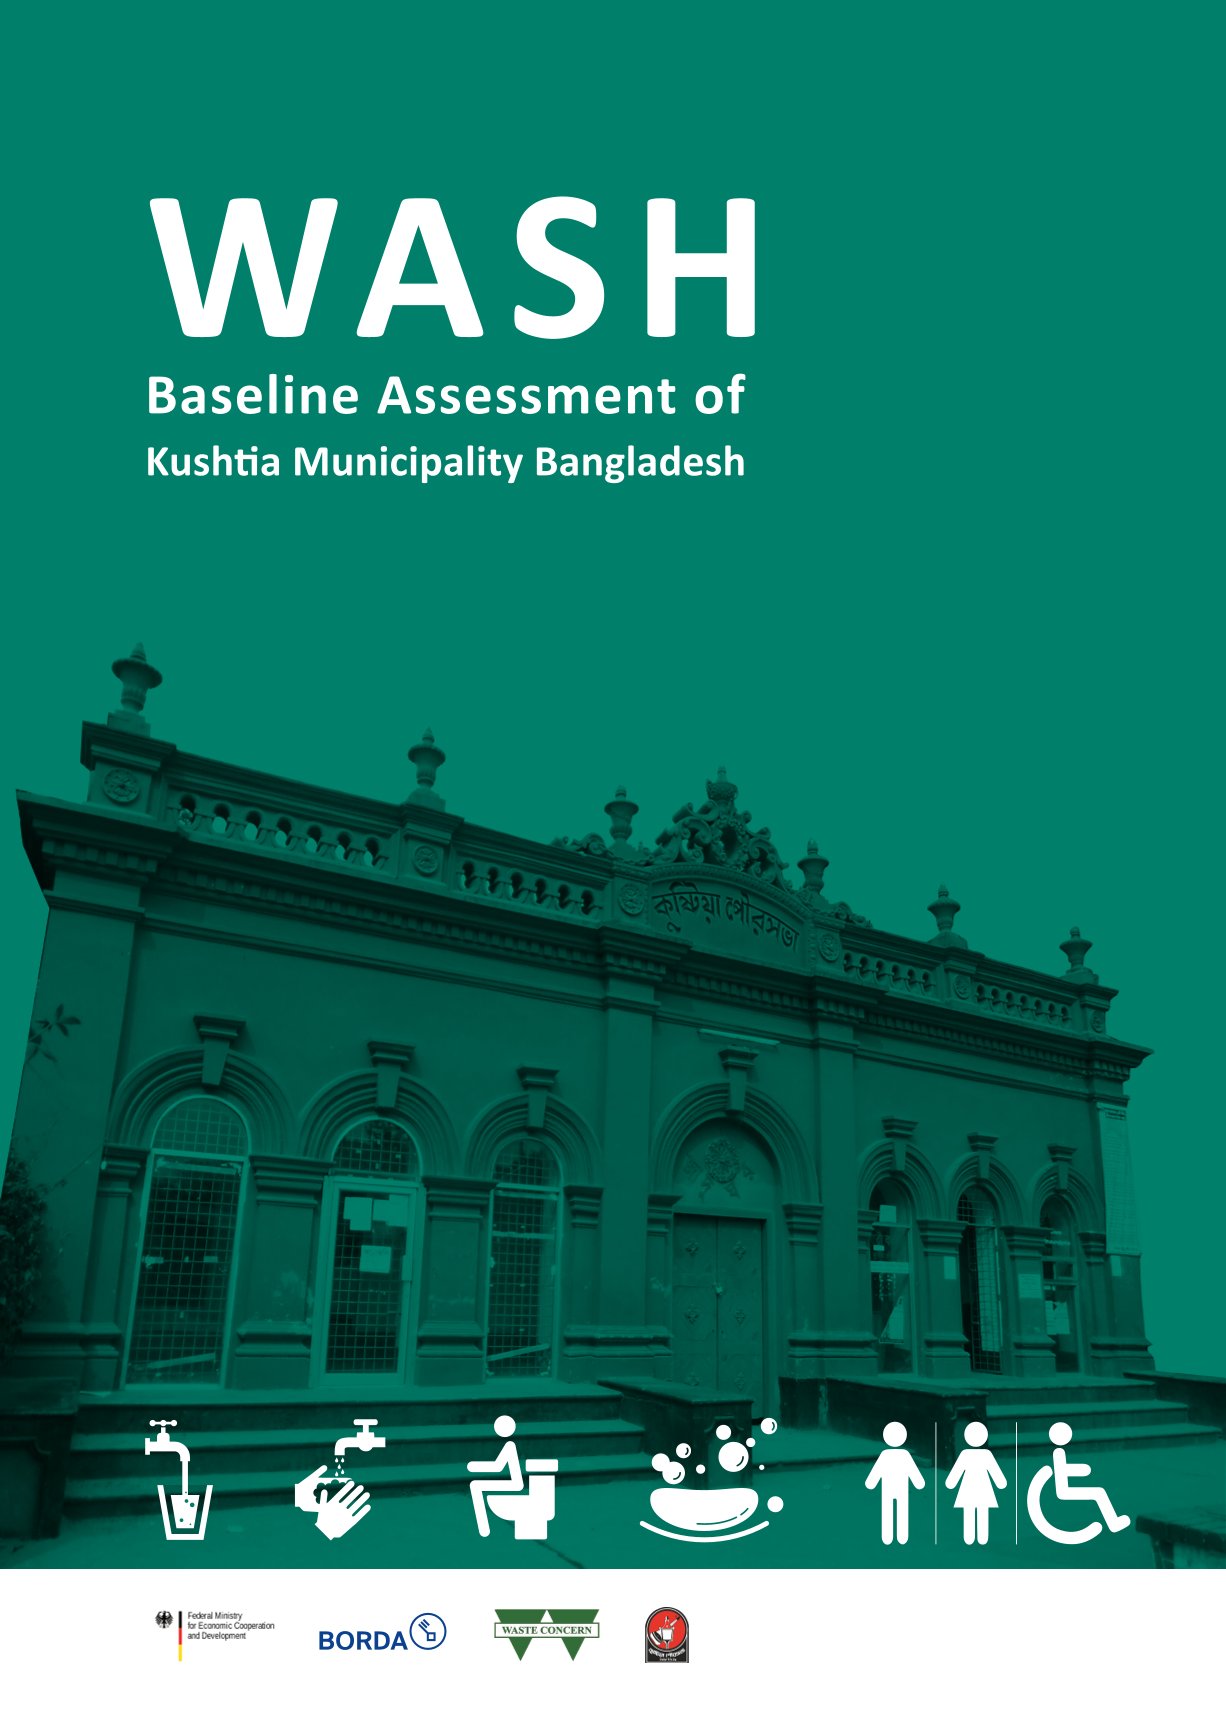 WASH
Baseline Assessment of
Kushtia Municipality Bangladesh
কুষ্টিয়া পৌরসভা
Federal Ministry
for Economic Cooperation
and Development
BORDA
WASTE CONCERN